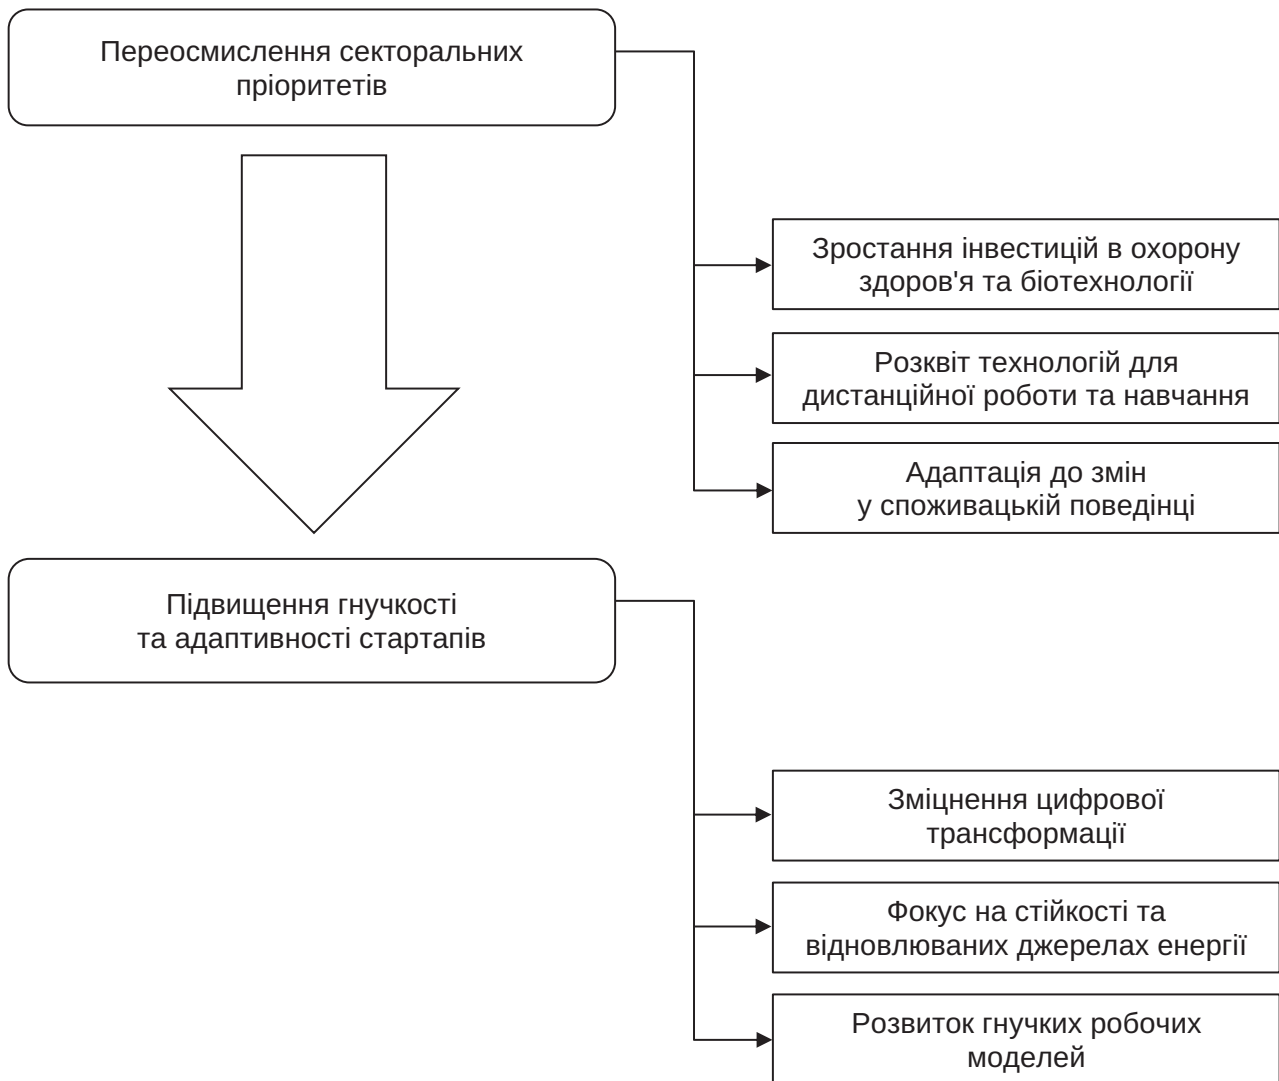 Переосмислення секторальних
пріоритетів
Зростання інвестицій в охорону
здоров'я та біотехнології
Розквіт технологій для
дистанційної роботи та навчання
Адаптація до змін
у споживацькій поведінці
Підвищення гнучкості
та адаптивності стартапів
Зміцнення цифрової
трансформації
Фокус на стійкості та
відновлюваних джерелах енергії
Розвиток гнучких робочих
моделей